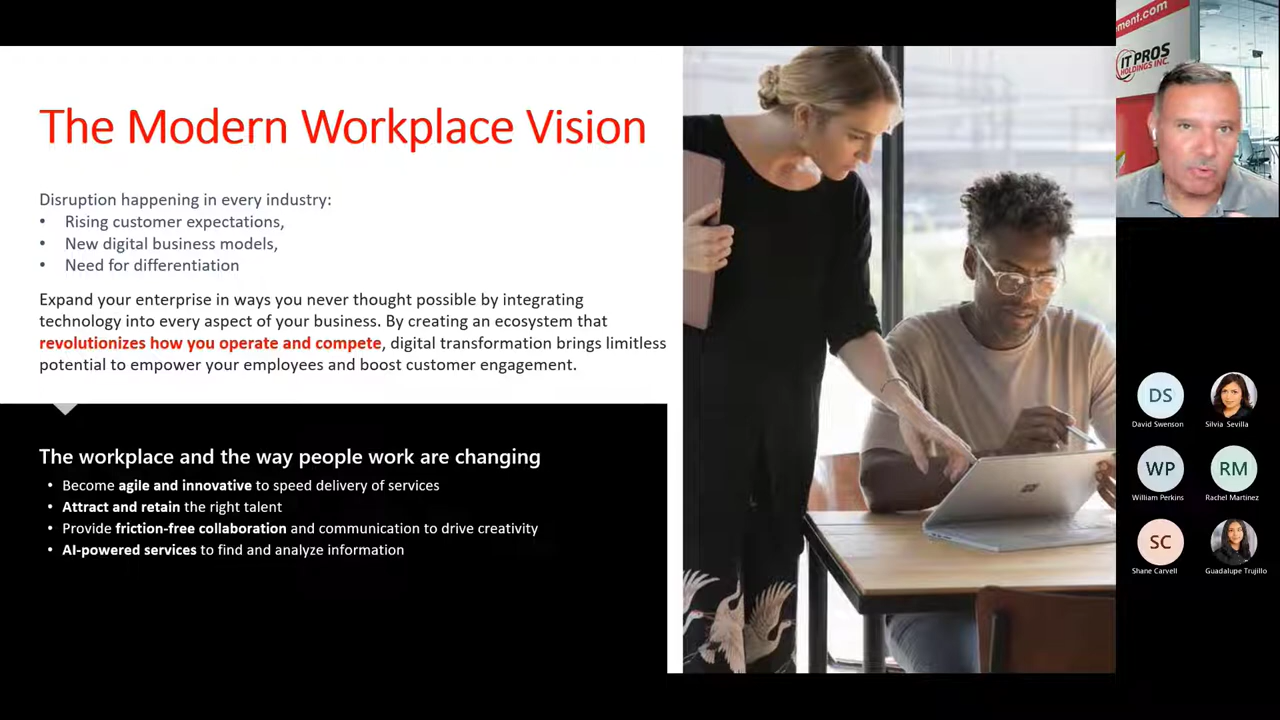 The Modern Workplace Vision
Disruption happening in every industry:
• Rising customer expectations,
• New digital business models,
• Need for differentiation
Expand your enterprise in ways you never thought possible by integrating
technology into every aspect of your business. By creating an ecosystem that
revolutionizes how you operate and compete, digital transformation brings limitless
potential to empower your employees and boost customer engagement.
The workplace and the way people work are changing
• Become agile and innovative to speed delivery of services
• Attract and retain the right talent
• Provide friction-free collaboration and communication to drive creativity
• AI-powered services to find and analyze information
ement.com
IT PROS
HOLDINGS INC.
DS
David Swenson
Silvia Sevilla
WP
William Perkins
RM
Rachel Martinez
SC
Shane Carvell
Guadalupe Trujillo